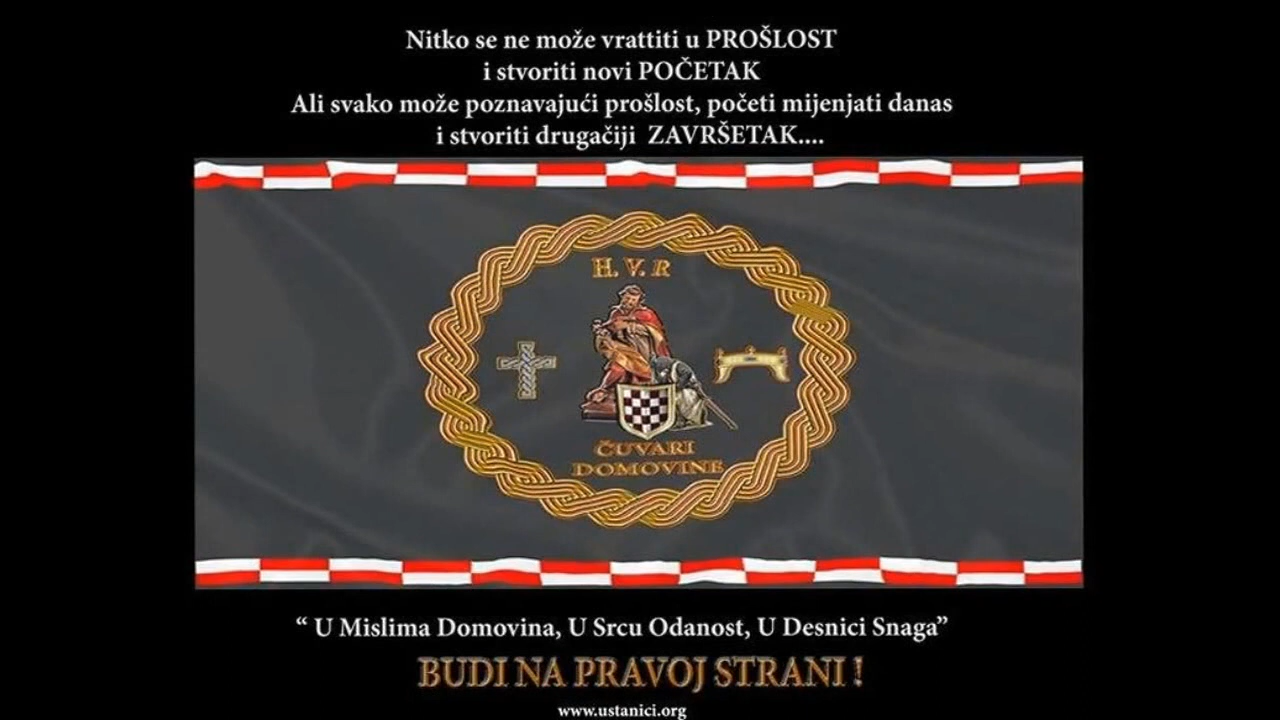 Nitko se ne može vrattiti u PROŠLOST
i stvoriti novi POČETAK
Ali svako može poznavajući prošlost, početi mijenjati danas
i stvoriti drugačiji ZAVRŠETAK....
H. V. R
ČUVARI
DOMOVINE
“ U Mislima Domovina, U Srcu Odanost, U Desnici Snaga”
BUDI NA PRAVOJ STRANI !
www.ustanici.org